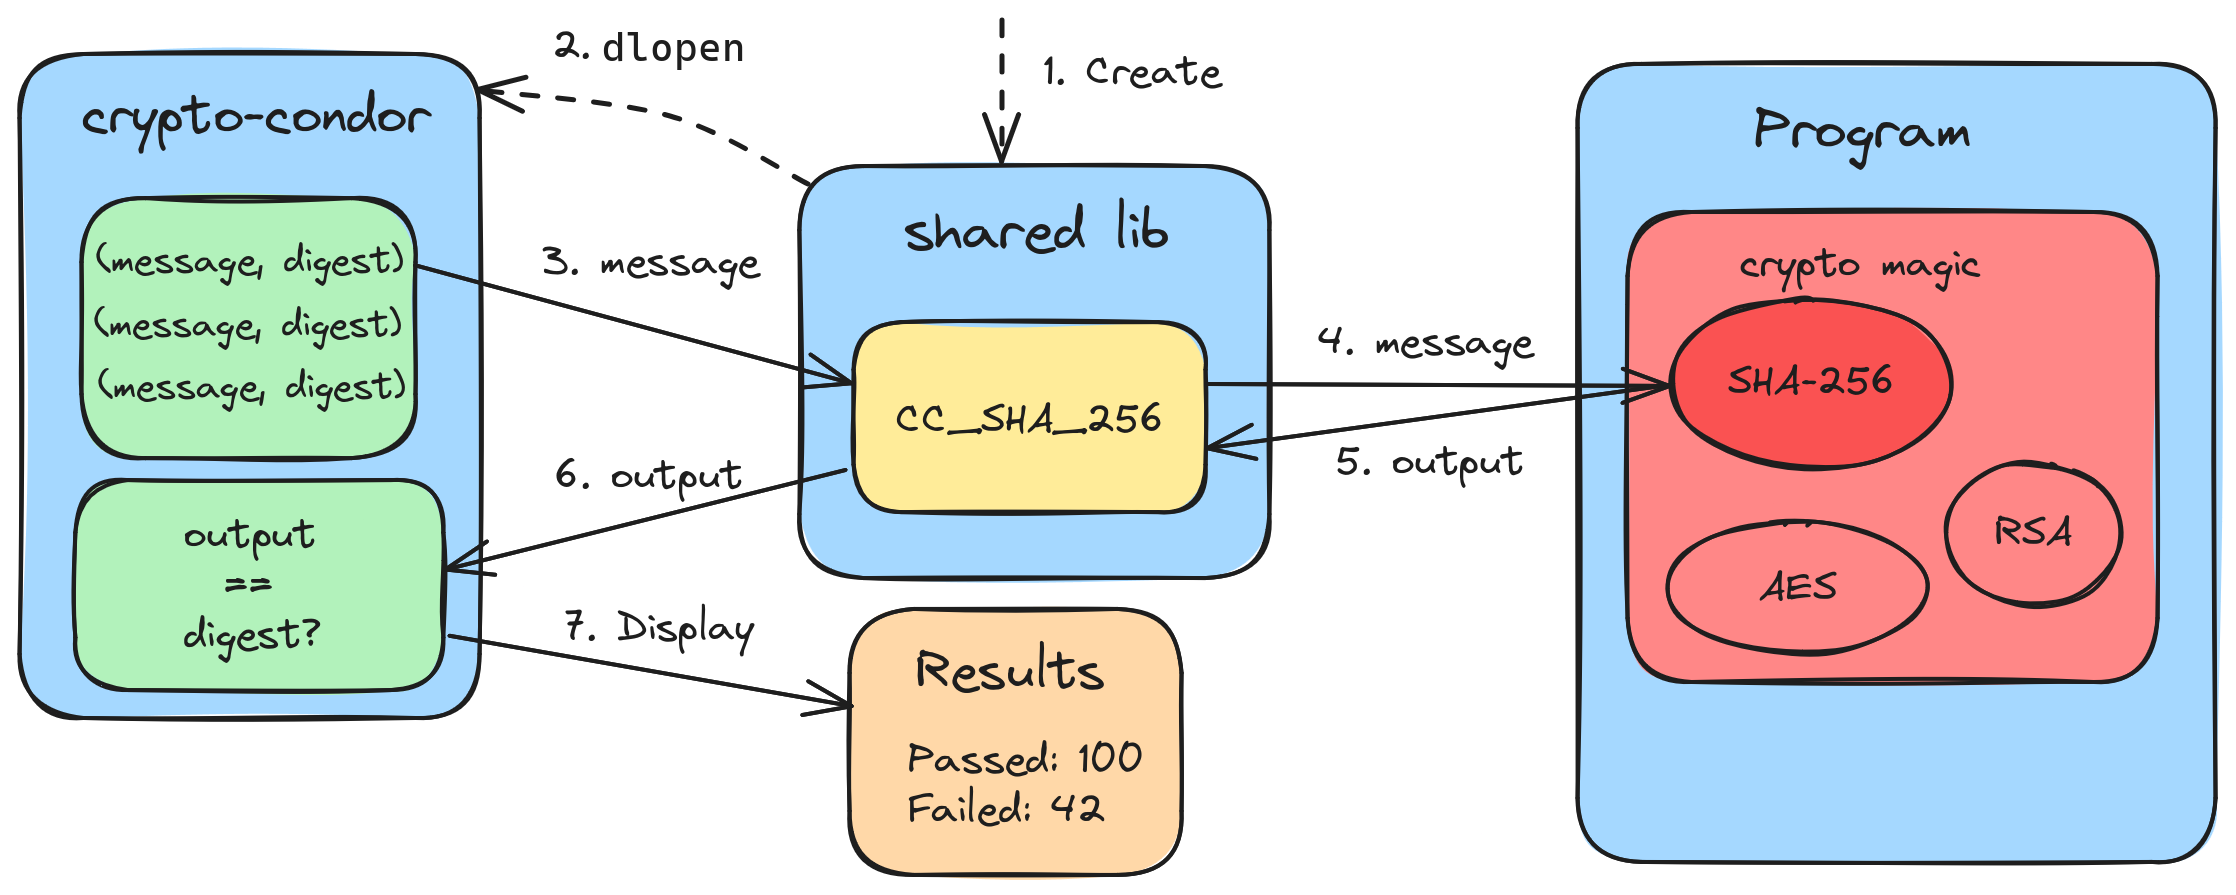 2. dlopen
1. Create
crypto-condor
(message, digest)
(message, digest)
(message, digest)
3. message
output
==
digest?
6. output
7. Display
shared lib
CC_SHA_256
4. message
5. output
Results
Passed: 100
Failed: 42
Program
crypto magic
SHA-256
RSA
AES